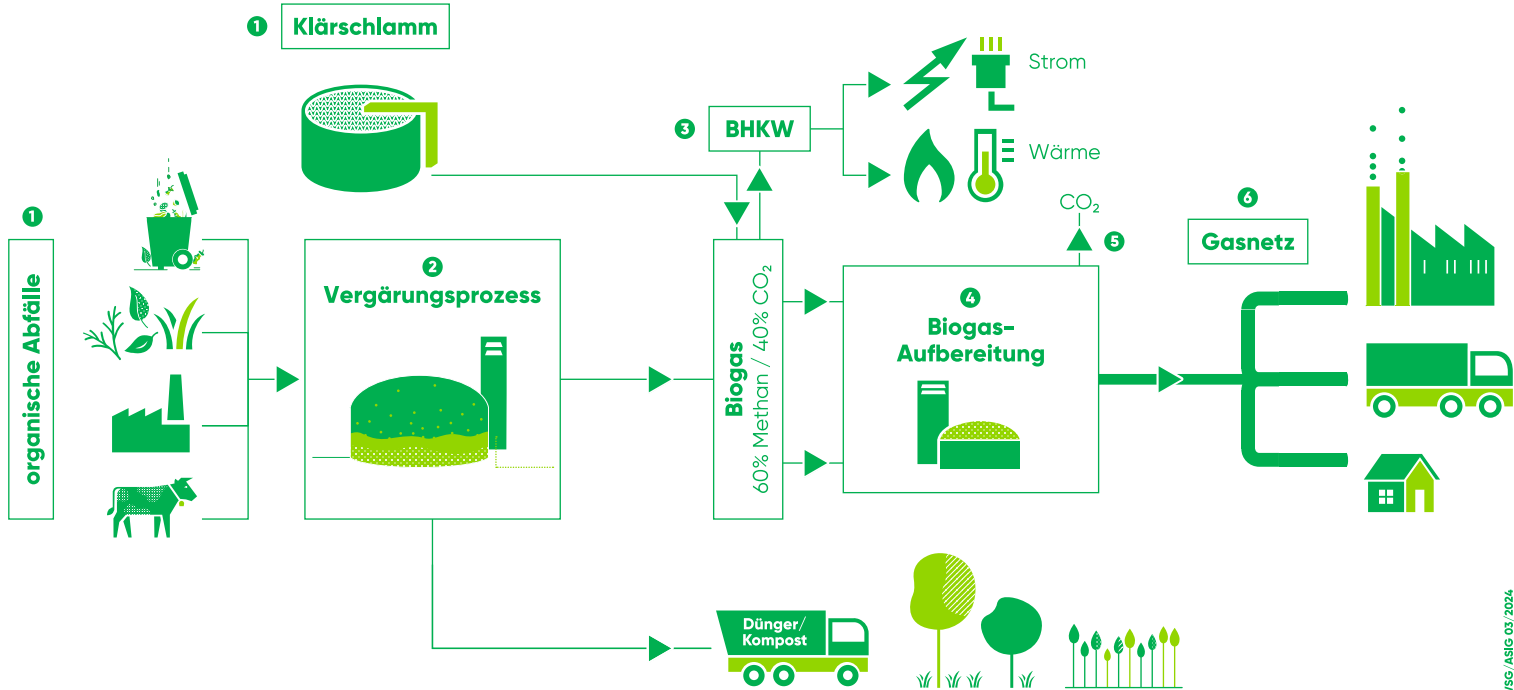 1 Klärschlamm
Strom
3 BHKW
Wärme
CO₂
5
1
organische Abfälle
2
Vergärungsprozess
Biogas
60% Methan / 40% CO₂
4
Biogas-
Aufbereitung
6
Gasnetz
Dünger/
Kompost
VSG/ASIG 03/2024